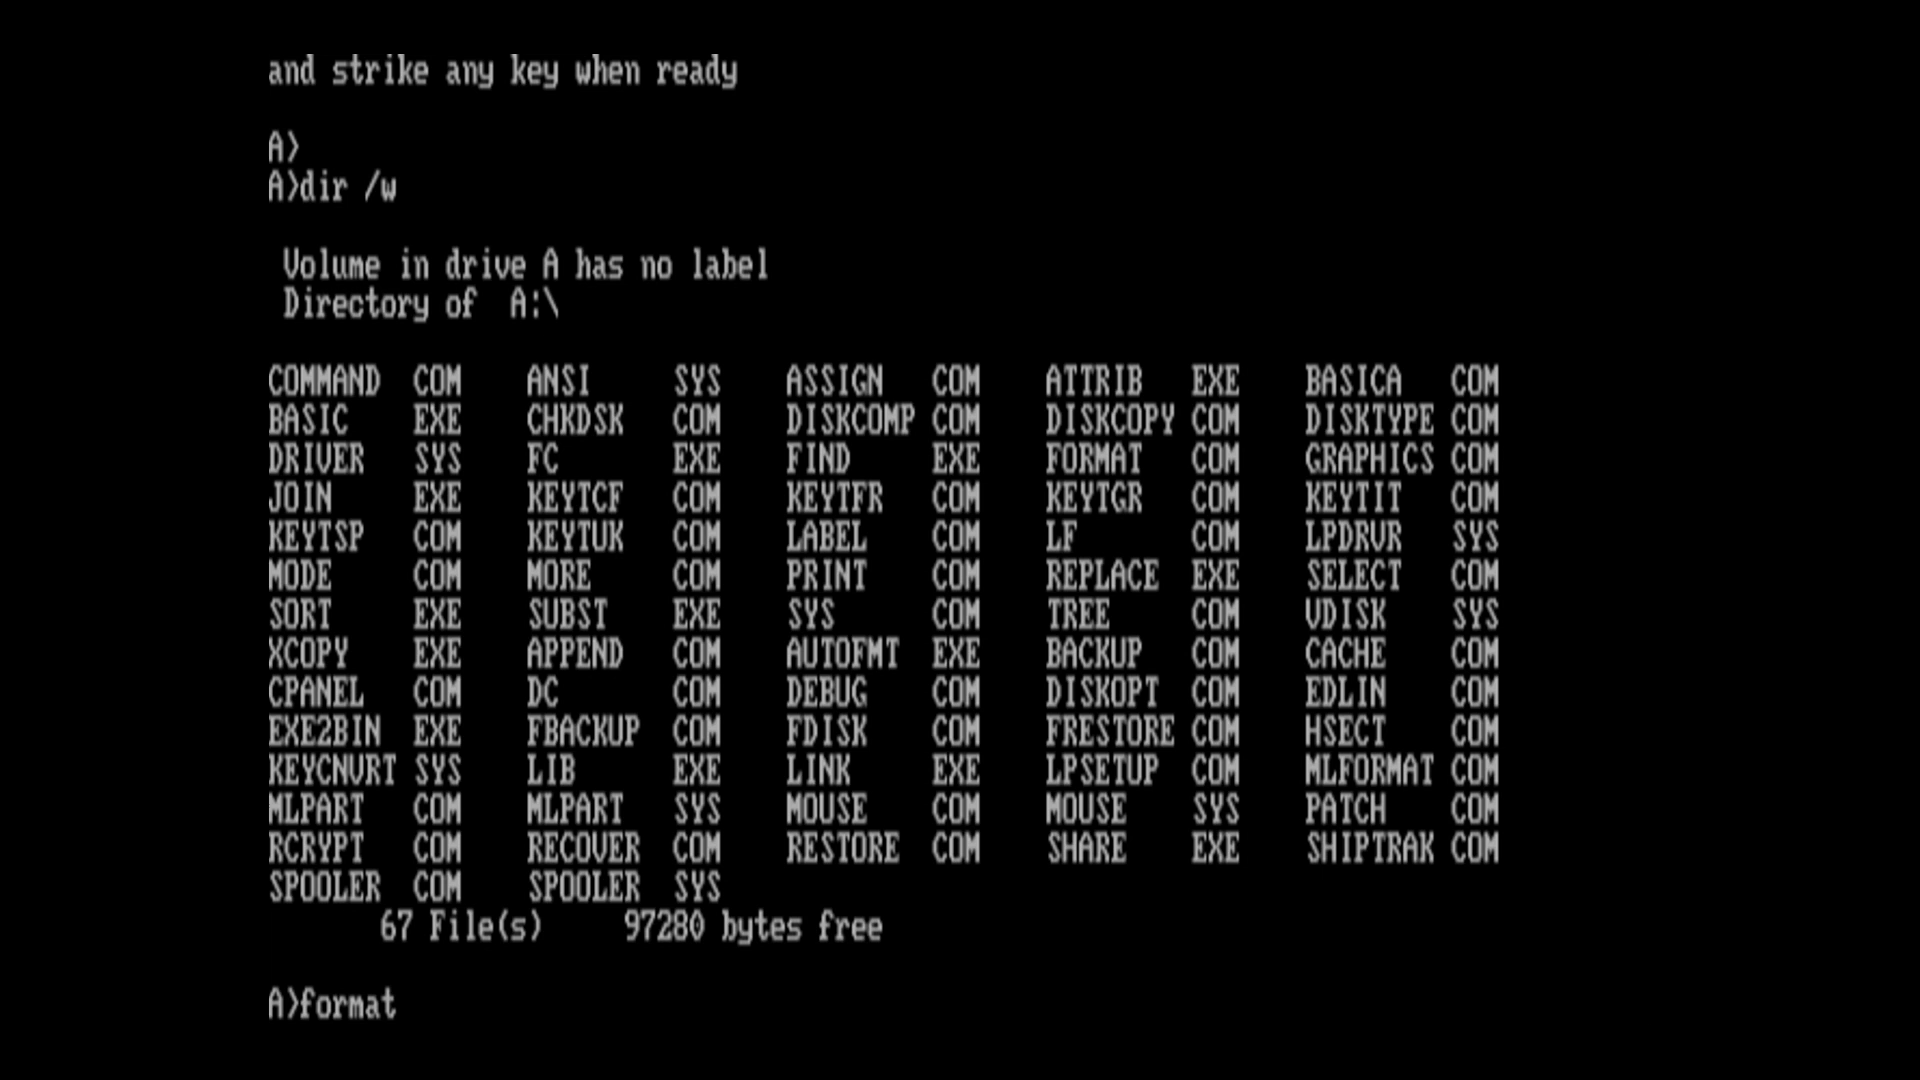 and strike any key when ready
A>
A>dir /w
Volume in drive A has no label
Directory of  A:\
COMMAND  COM    ANSI     SYS    ASSIGN   COM    ATTRIB   EXE    BASICA   COM
BASIC    EXE    CHKDSK   COM    DISKCOMP COM    DISKCOPY COM    DISKTYPE COM
DRIVER   SYS    FC       EXE    FIND     EXE    FORMAT   COM    GRAPHICS COM
JOIN     EXE    KEYTCF   COM    KEYTFR   COM    KEYTGR   COM    KEYTIT   COM
KEYTSP   COM    KEYTUK   COM    LABEL    COM    LF       COM    LPDRVR   SYS
MODE     COM    MORE     COM    PRINT    COM    REPLACE  EXE    SELECT   COM
SORT     EXE    SUBST    EXE    SYS      COM    TREE     COM    VDISK    SYS
XCOPY    EXE    APPEND   COM    AUTOFMT  EXE    BACKUP   COM    CACHE    COM
CPANEL   COM    DC       COM    DEBUG    COM    DISKOPT  COM    EDLIN    COM
EXE2BIN  EXE    FBACKUP  COM    FDISK    COM    FRESTORE COM    HSECT    COM
KEYCNVRT SYS    LIB      EXE    LINK     EXE    LPSETUP  COM    MLFORMAT COM
MLPART   COM    MLPART   SYS    MOUSE    COM    MOUSE    SYS    PATCH    COM
RCRYPT   COM    RECOVER  COM    RESTORE  COM    SHARE    EXE    SHIPTRAK COM
SPOOLER  COM    SPOOLER  SYS
67 File(s)     97280 bytes free
A>format